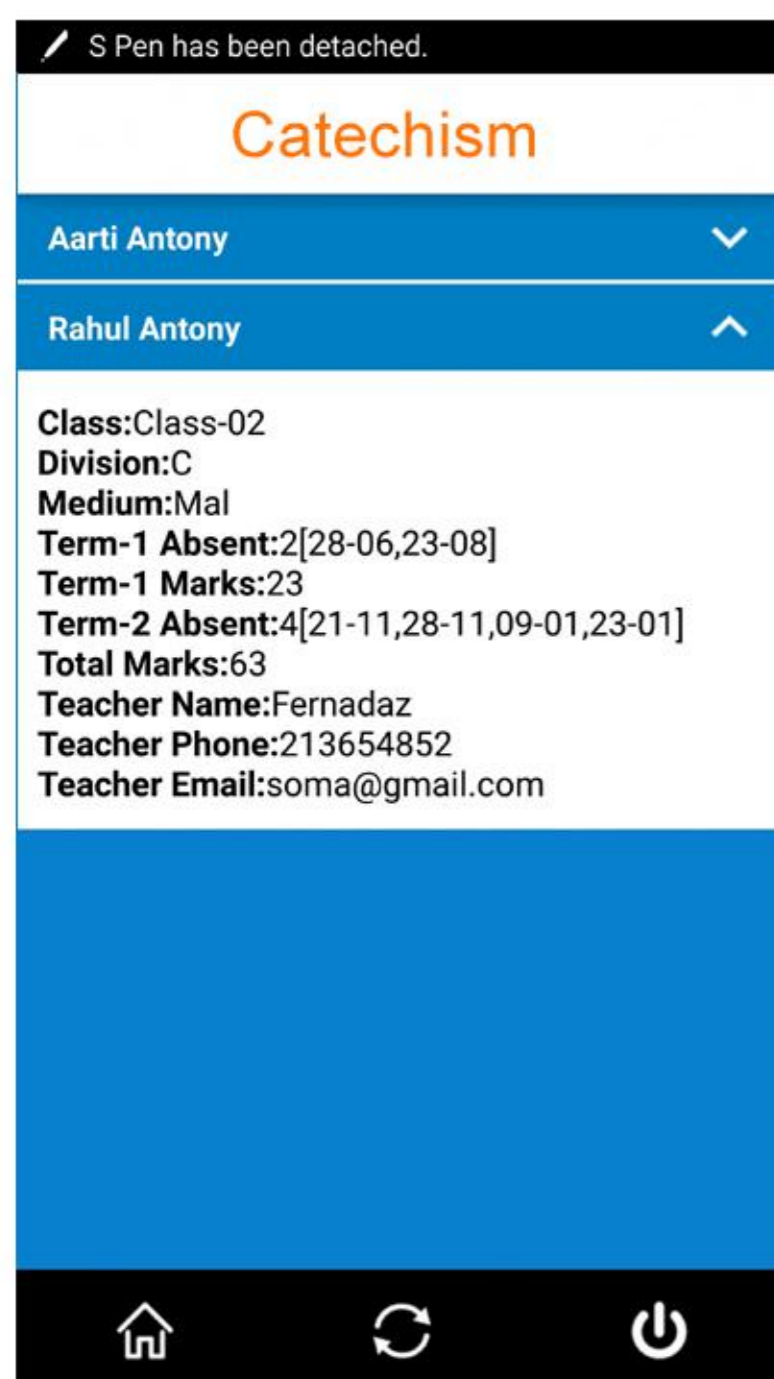 S Pen has been detached.
Catechism
Aarti Antony
Rahul Antony
Class:Class-02
Division:C
Medium:Mal
Term-1 Absent:2[28-06,23-08]
Term-1 Marks:23
Term-2 Absent:4[21-11,28-11,09-01,23-01]
Total Marks:63
Teacher Name:Fernadaz
Teacher Phone:213654852
Teacher Email:soma@gmail.com